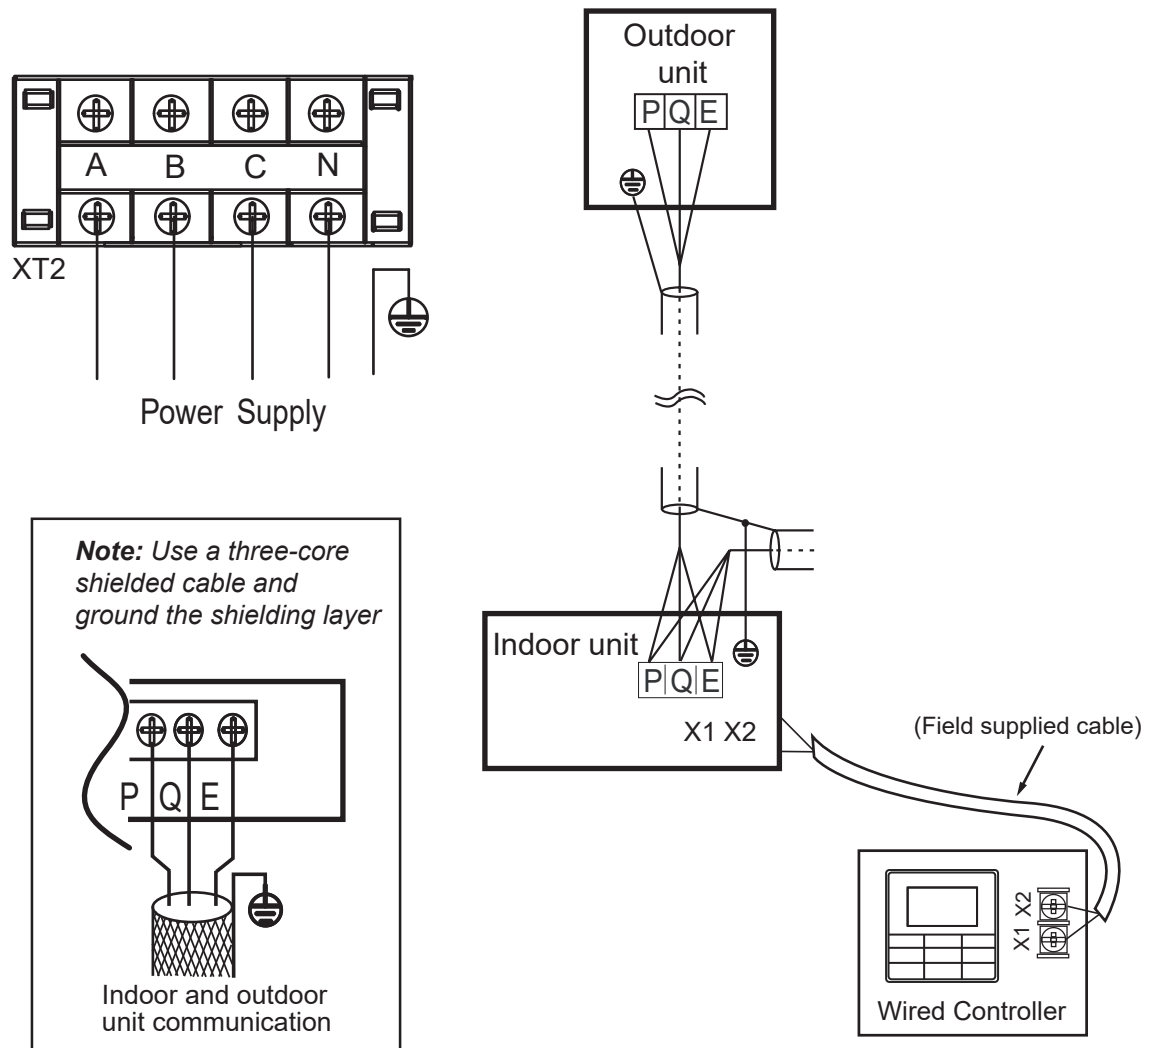 A B C N
XT2
Power Supply
Note: Use a three-core
shielded cable and
ground the shielding layer
P Q E
Indoor and outdoor
unit communication
Outdoor
unit
P Q E
Indoor unit
P Q E
X1 X2
(Field supplied cable)
X1 X2
Wired Controller